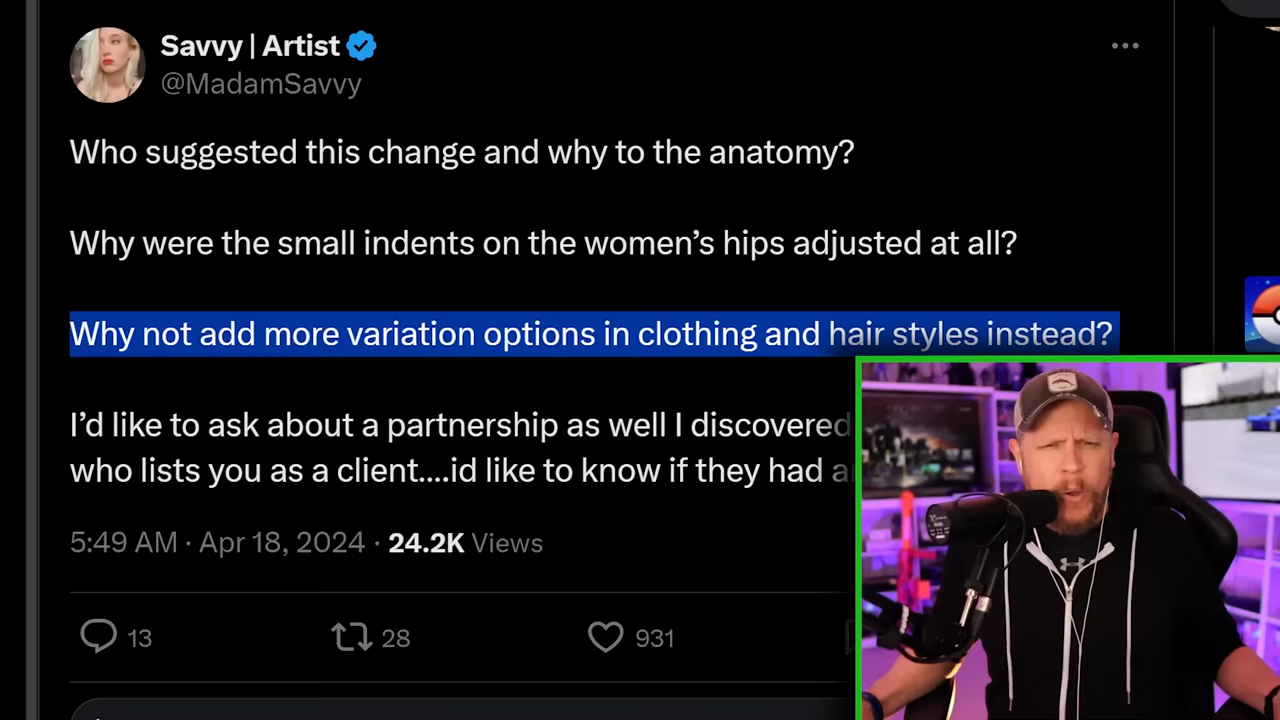 Savvy | Artist
@MadamSavvy
Who suggested this change and why to the anatomy?
Why were the small indents on the women’s hips adjusted at all?
Why not add more variation options in clothing and hair styles instead?
I’d like to ask about a partnership as well I discovered
who lists you as a client....id like to know if they had
5:49 AM · Apr 18, 2024 · 24.2K Views
13 28 931